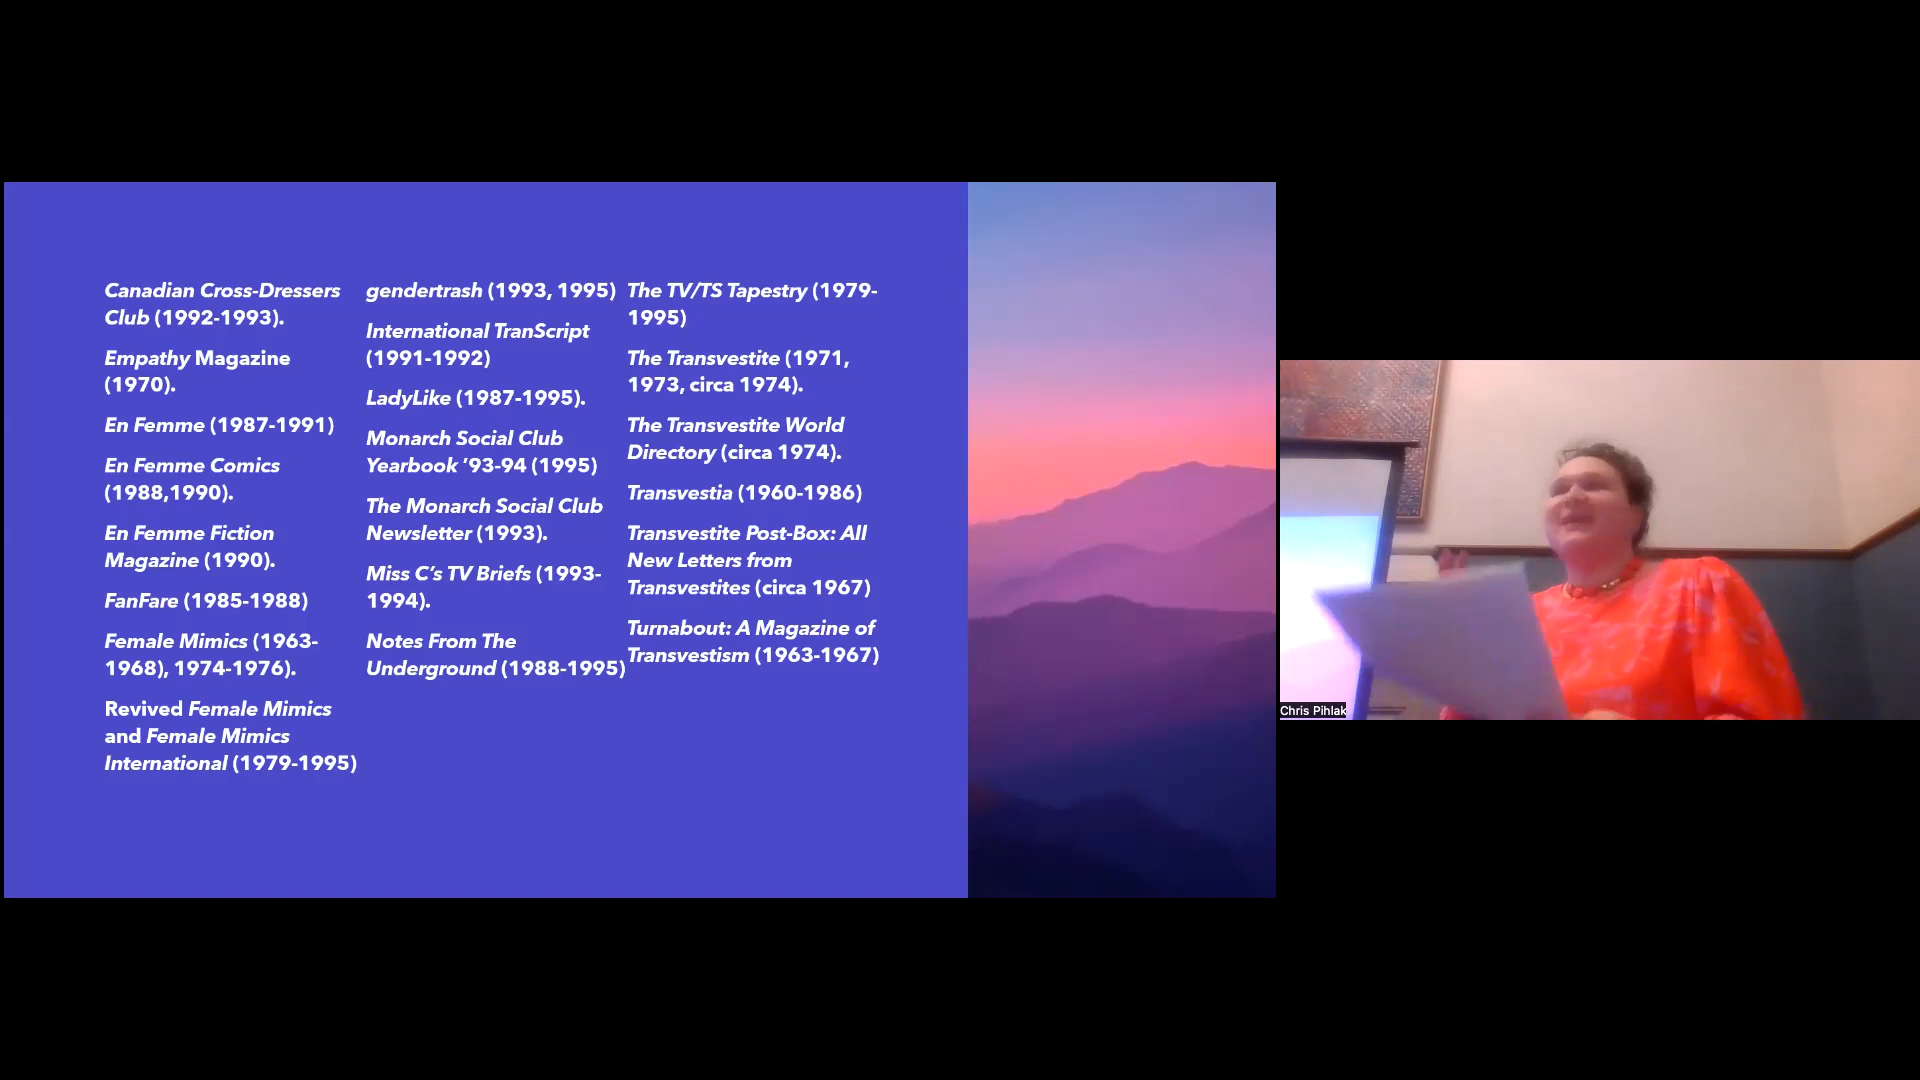 Canadian Cross-Dressers
Club (1992-1993).
Empathy Magazine
(1970).
En Femme (1987-1991)
En Femme Comics
(1988,1990).
En Femme Fiction
Magazine (1990).
FanFare (1985-1988)
Female Mimics (1963-
1968), 1974-1976).
Revived Female Mimics
and Female Mimics
International (1979-1995)
gendertrash (1993, 1995)
International TranScript
(1991-1992)
LadyLike (1987-1995).
Monarch Social Club
Yearbook ’93-94 (1995)
The Monarch Social Club
Newsletter (1993).
Miss C’s TV Briefs (1993-
1994).
Notes From The
Underground (1988-1995)
The TV/TS Tapestry (1979-
1995)
The Transvestite (1971,
1973, circa 1974).
The Transvestite World
Directory (circa 1974).
Transvestia (1960-1986)
Transvestite Post-Box: All
New Letters from
Transvestites (circa 1967)
Turnabout: A Magazine of
Transvestism (1963-1967)
Chris Pihlak